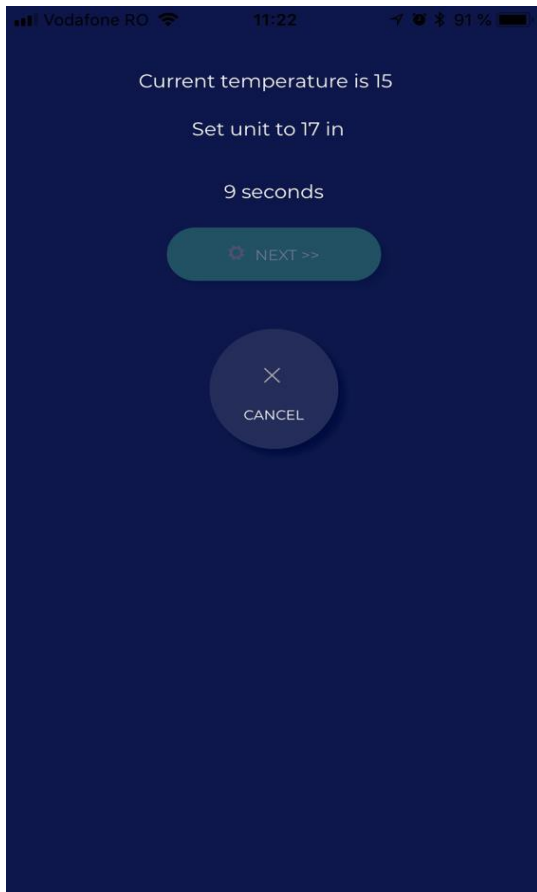 Vodafone RO 11:22 91 %
Current temperature is 15
Set unit to 17 in
9 seconds
NEXT >>
CANCEL